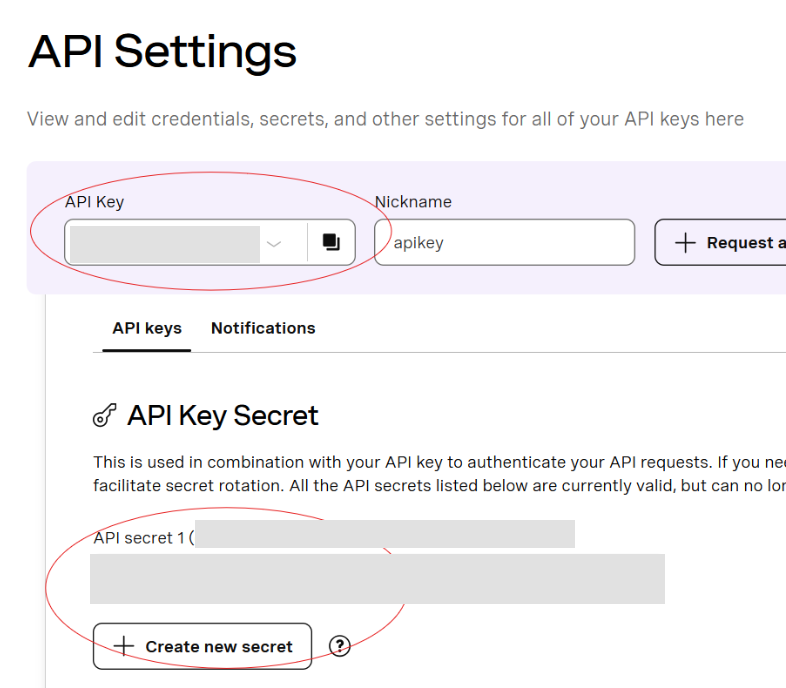 API Settings
View and edit credentials, secrets, and other settings for all of your API keys here
API Key
Nickname
apikey
Request a
API keys
Notifications
API Key Secret
This is used in combination with your API key to authenticate your API requests. If you nee
facilitate secret rotation. All the API secrets listed below are currently valid, but can no lon
API secret 1 (
Create new secret
?